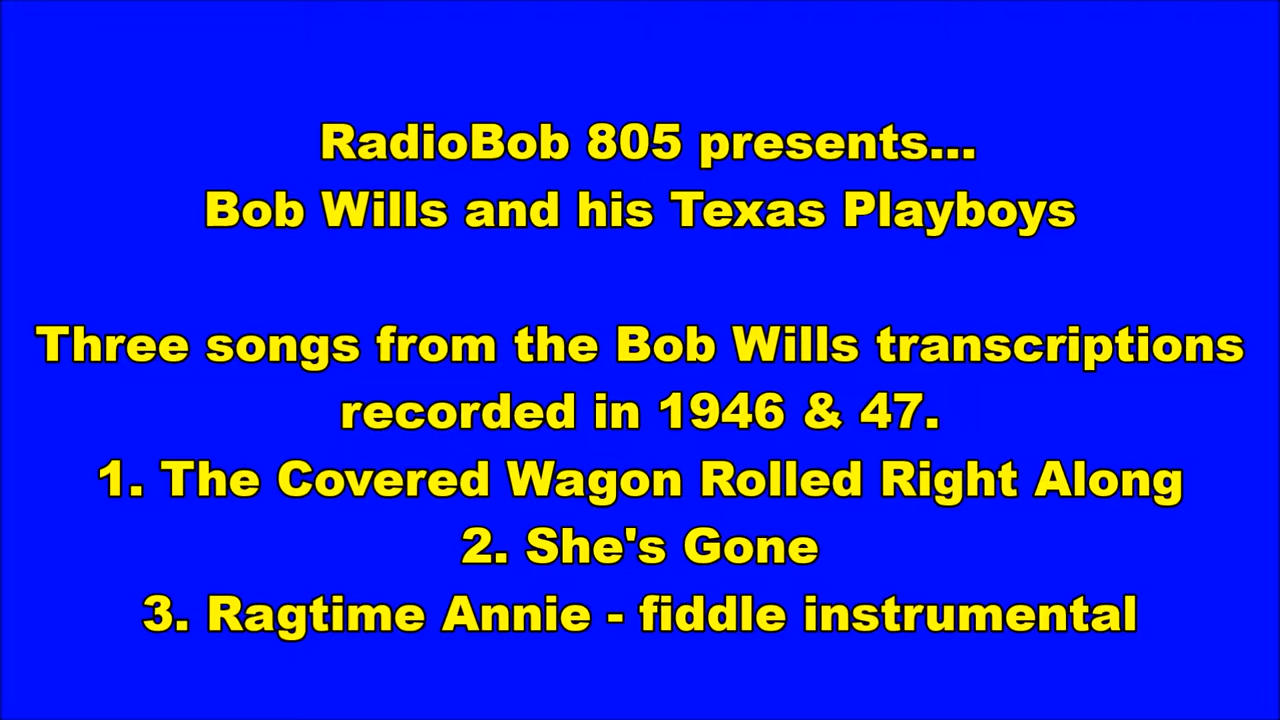 RadioBob 805 presents...
Bob Wills and his Texas Playboys
Three songs from the Bob Wills transcriptions
recorded in 1946 & 47.
1. The Covered Wagon Rolled Right Along
2. She's Gone
3. Ragtime Annie - fiddle instrumental